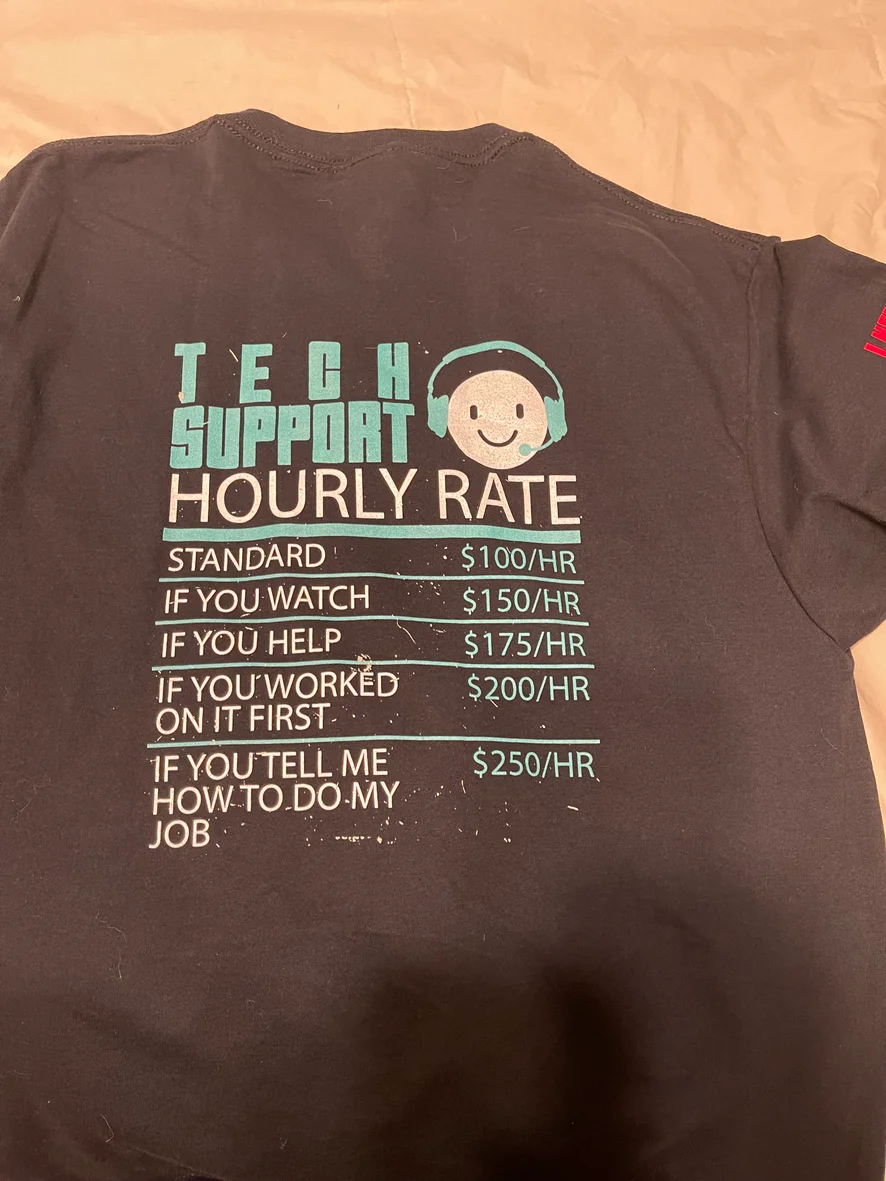 TECH
SUPPORT
HOURLY RATE
STANDARD $100/HR
IF YOU WATCH $150/HR
IF YOU HELP $175/HR
IF YOU WORKED $200/HR
ON IT FIRST
IF YOU TELL ME $250/HR
HOW TO DO MY
JOB